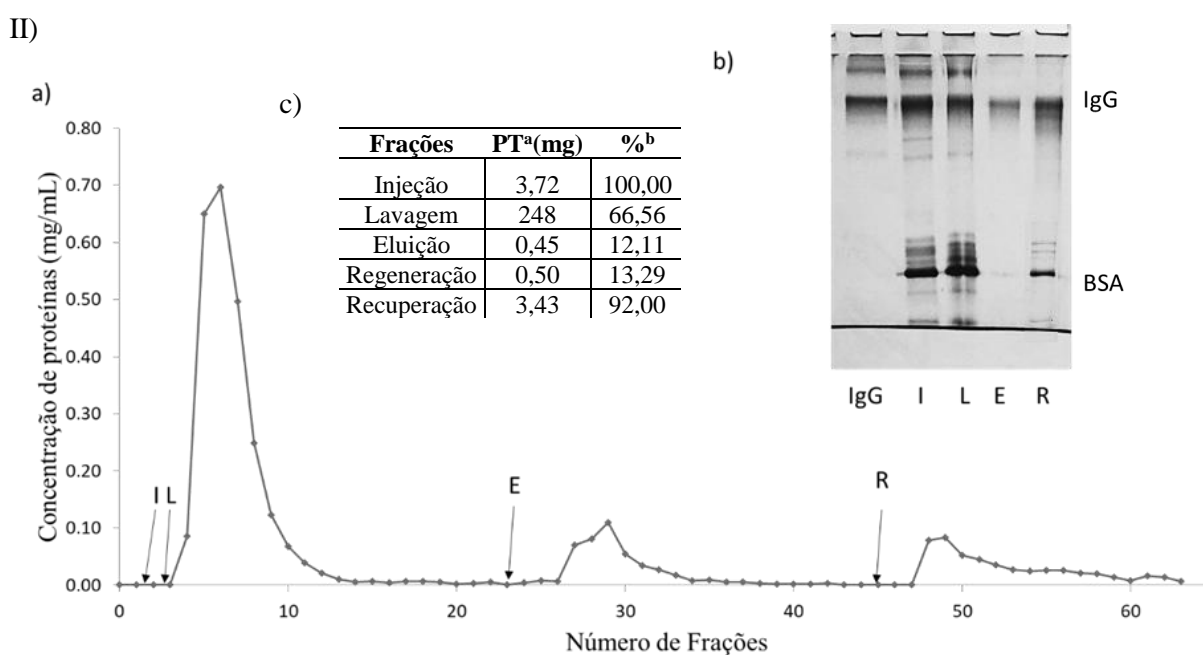 II)
a)
Concentração de proteínas (mg/mL)
0.80
0.70
0.60
0.50
0.40
0.30
0.20
0.10
0.00
I L
E
R
0 10 20 30 40 50 60
Número de Frações
c)
Frações PTᵃ(mg) %ᵇ
Injeção 3,72 100,00
Lavagem 248 66,56
Eluição 0,45 12,11
Regeneração 0,50 13,29
Recuperação 3,43 92,00
b)
IgG
BSA
IgG I L E R